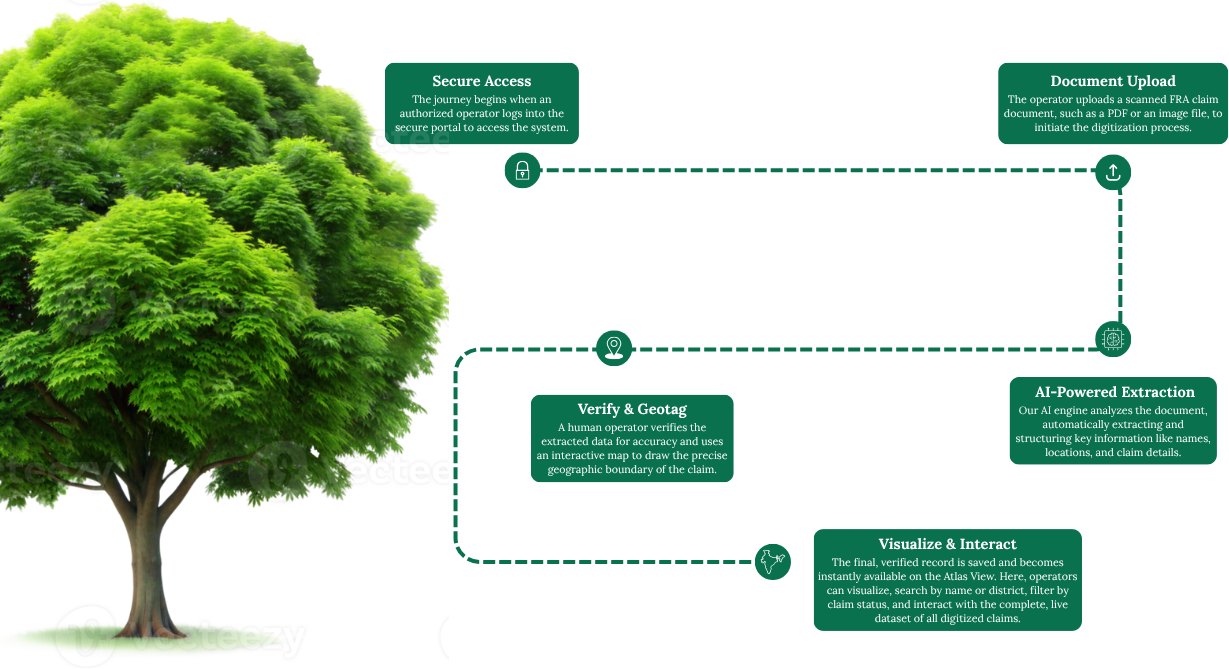 Secure Access
The journey begins when an
authorized operator logs into the
secure portal to access the system.
Document Upload
The operator uploads a scanned FRA claim
document, such as a PDF or an image file, to
initiate the digitization process.
AI-Powered Extraction
Our AI engine analyzes the document,
automatically extracting and
structuring key information like names,
locations, and claim details.
Verify & Geotag
A human operator verifies the
extracted data for accuracy and uses
an interactive map to draw the precise
geographic boundary of the claim.
Visualize & Interact
The final, verified record is saved and becomes
instantly available on the Atlas View. Here, operators
can visualize, search by name or district, filter by
claim status, and interact with the complete, live
dataset of all digitized claims.
vecteezy